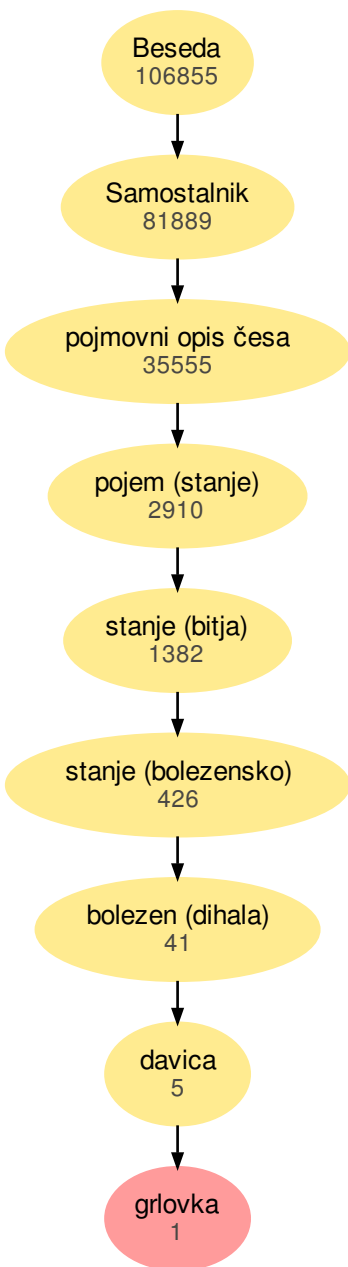 Beseda
106855
Samostalnik
81889
pojmovni opis česa
35555
pojem (stanje)
2910
stanje (bitja)
1382
stanje (bolezensko)
426
bolezen (dihala)
41
davica
5
grlovka
1